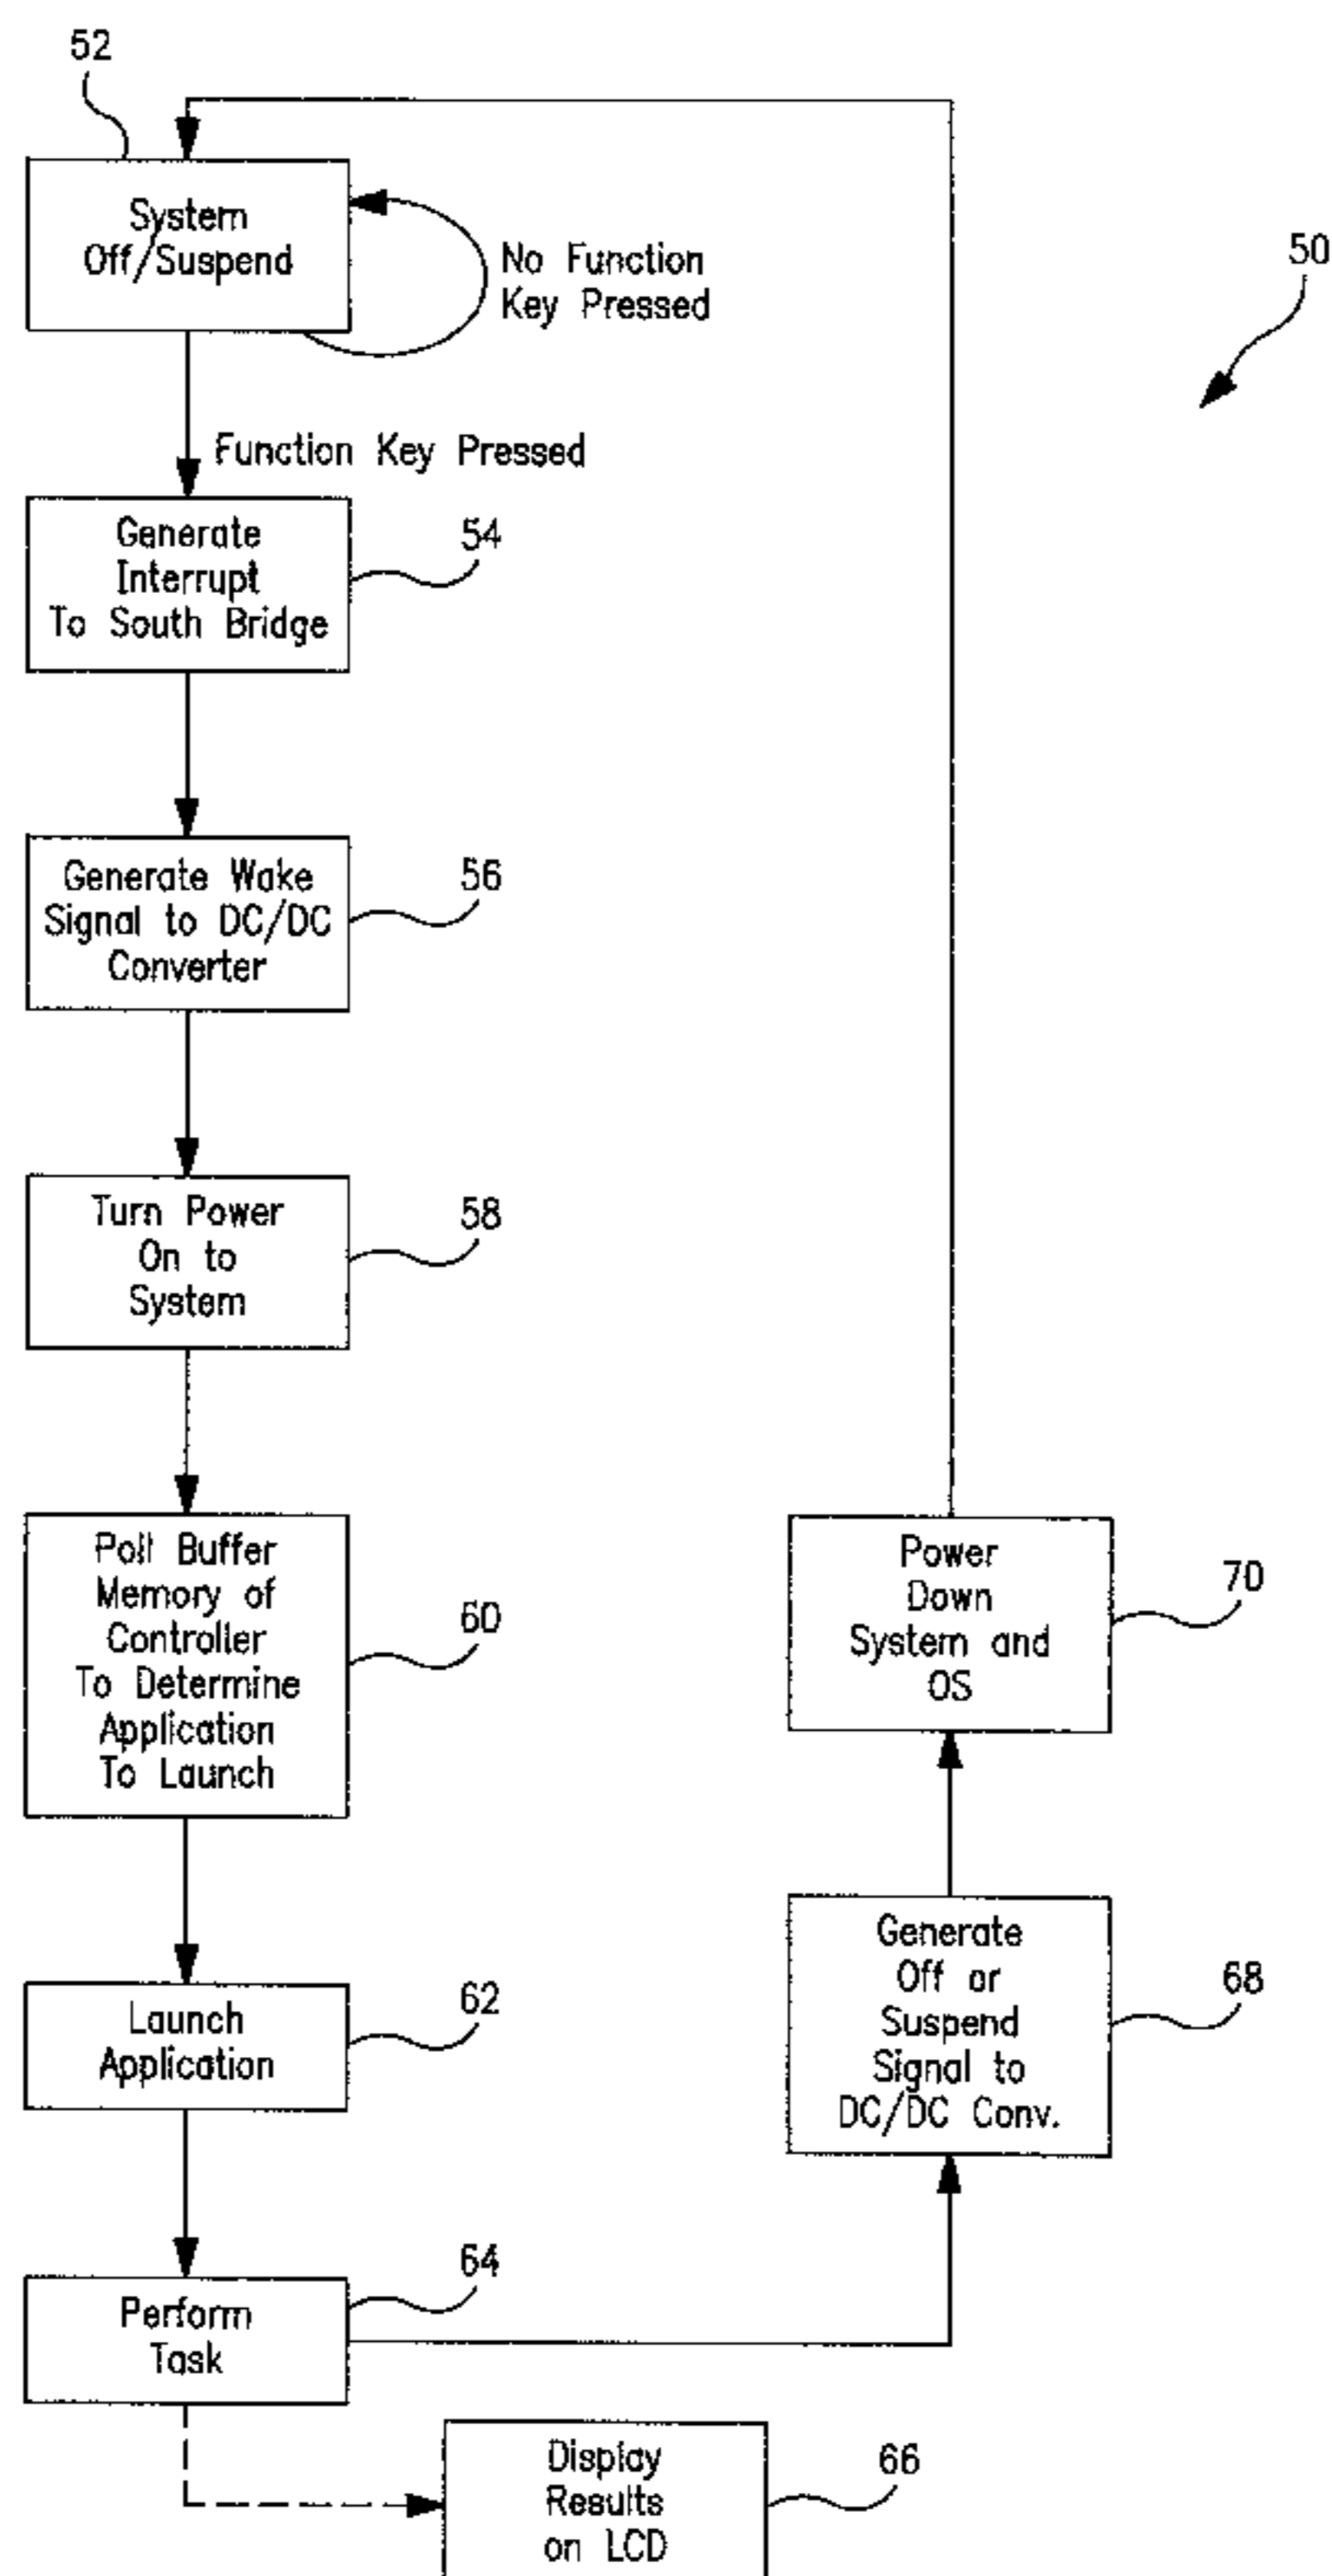 52
System
Off/Suspend
No Function
Key Pressed
50
Function Key Pressed
Generate
Interrupt
To South Bridge
54
Generate Wake
Signal to DC/DC
Converter
56
Turn Power
On to
System
58
Poll Buffer
Memory of
Controller
To Determine
Application
To Launch
60
Power
Down
System and
OS
70
Launch
Application
62
Generate
Off or
Suspend
Signal to
DC/DC Conv.
68
Perform
Task
64
Display
Results
on LCD
66